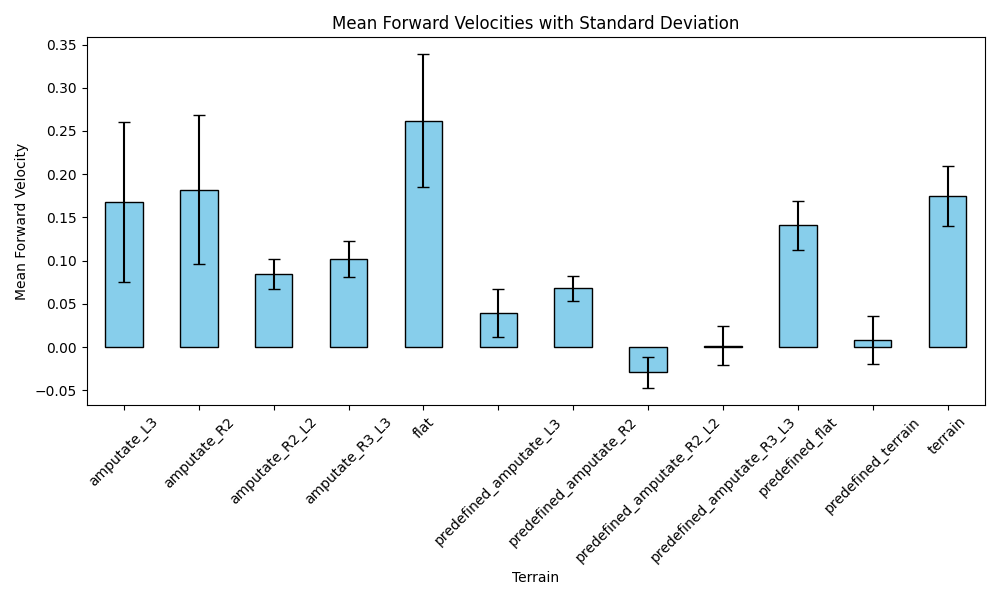 Mean Forward Velocities with Standard Deviation
Mean Forward Velocity
0.35
0.30
0.25
0.20
0.15
0.10
0.05
0.00
−0.05
amputate_L3
amputate_R2
amputate_R2_L2
amputate_R3_L3
flat
predefined_amputate_L3
predefined_amputate_R2
predefined_amputate_R2_L2
predefined_amputate_R3_L3
predefined_flat
predefined_terrain
terrain
Terrain